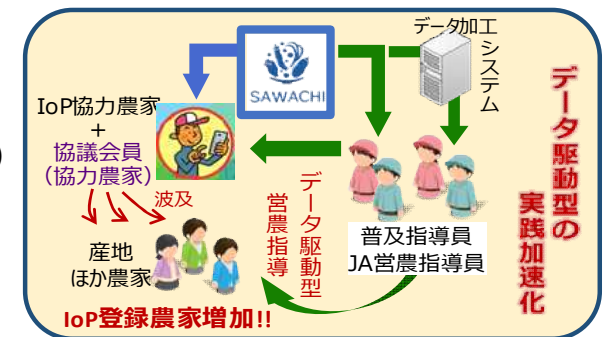 データ加工
システム
SAWACHI
IoP協力農家
+
協議会員
(協力農家)
波及
産地
ほか農家
データ駆動型
営農指導
普及指導員
JA営農指導員
データ駆動型の
実践加速化
IoP登録農家増加!!
)